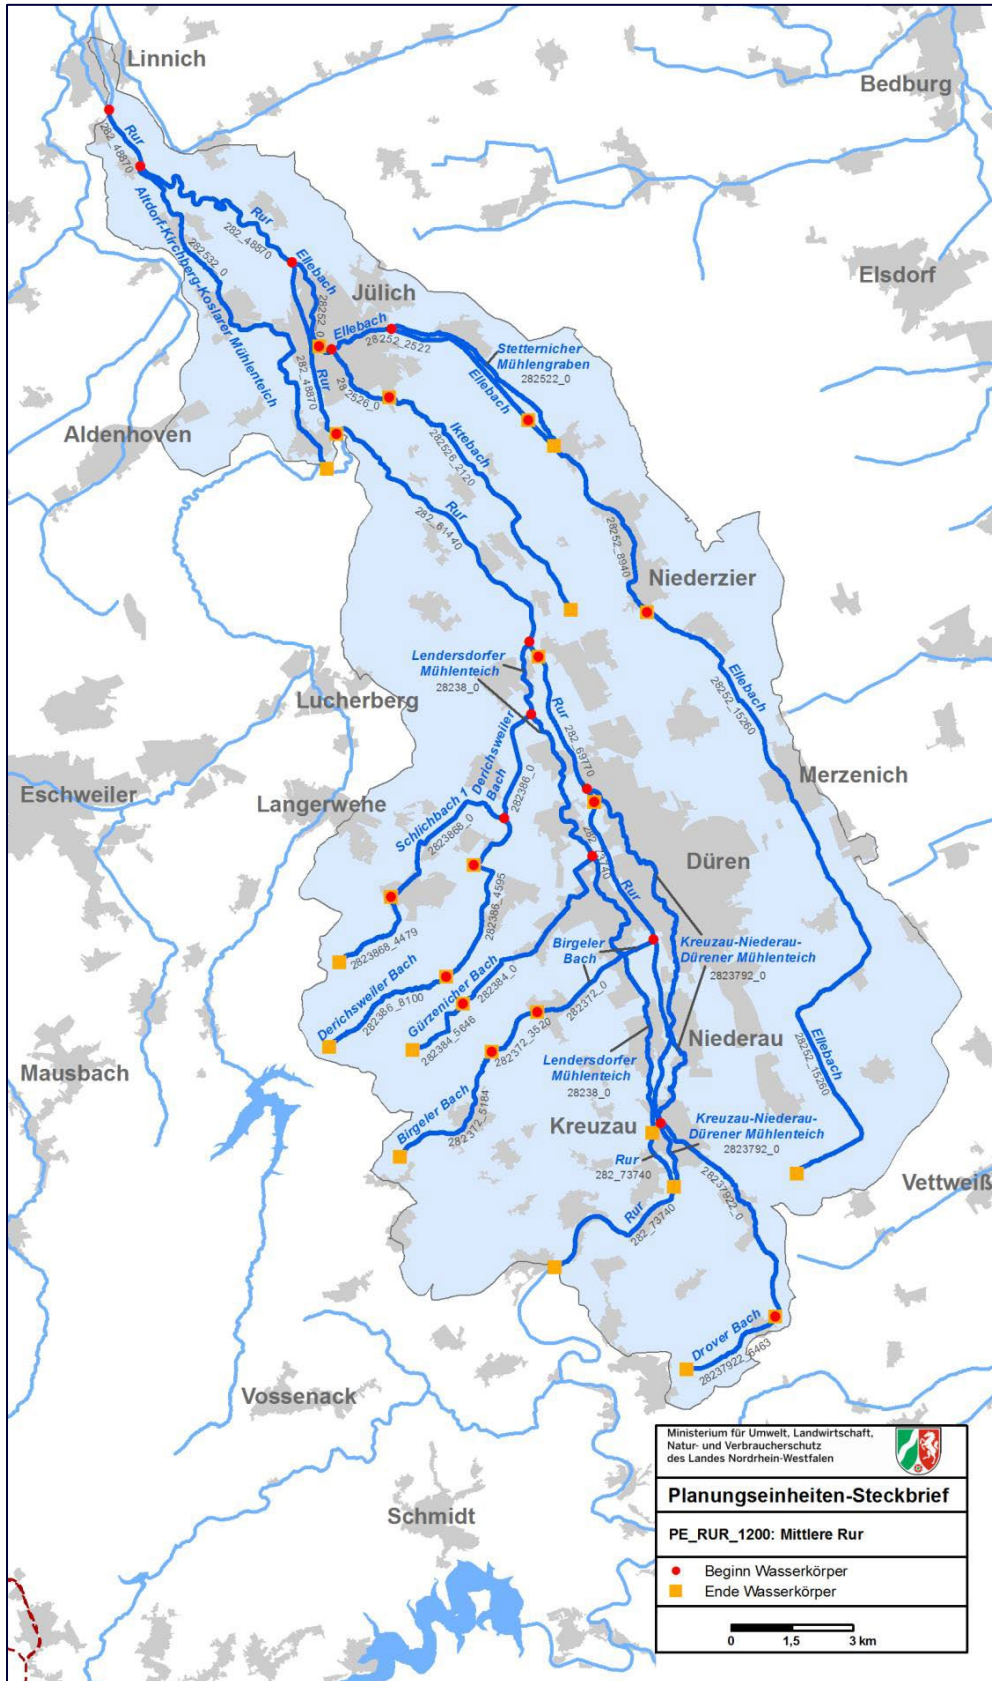 Linnich
Bedburg
Rur
282_48870
Altdorf-Kirchberg-Koslarer Mühlenteich
282532_0
Rur
282_48870
Ellebach
28252_0
Jülich
Elsdorf
Ellebach
28252_2522
Stetternicher
Mühlengraben
282522_0
Ellebach
282_48870
Rur
28 2526_0
Aldenhoven
Iktebach
282526_2120
Rur
282_61440
28252_8940
Niederzier
Lendersdorfer
Mühlenteich
28238_0
Ellebach
28252_15260
Lucherberg
Rur
282_69770
Derichsweiler
Bach
282386_0
Merzenich
Eschweiler
Langerwehe
Schlichbach 1
2823868_0
Düren
Rur
282386_4595
Birgeler
Bach
Kreuzau-Niederau-
Dürener Mühlenteich
2823792_0
2823868_4479
Derichsweiler Bach
282386_8100
Gürzenicher Bach
282384_0
282384_5646
282372_0
282372_3520
Niederau
Ellebach
28252_15260
Mausbach
Lendersdorfer
Mühlenteich
28238_0
Birgeler Bach
282372_5184
Kreuzau
Kreuzau-Niederau-
Dürener Mühlenteich
2823792_0
Rur
282_73740
Vettweiß
Rur
282_73740
28237922_0
Drover Bach
28237922_6463
Vossenack
Schmidt
Ministerium für Umwelt, Landwirtschaft,
Natur- und Verbraucherschutz
des Landes Nordrhein-Westfalen
Planungseinheiten-Steckbrief
PE_RUR_1200: Mittlere Rur
Beginn Wasserkörper
Ende Wasserkörper
0 1,5 3 km